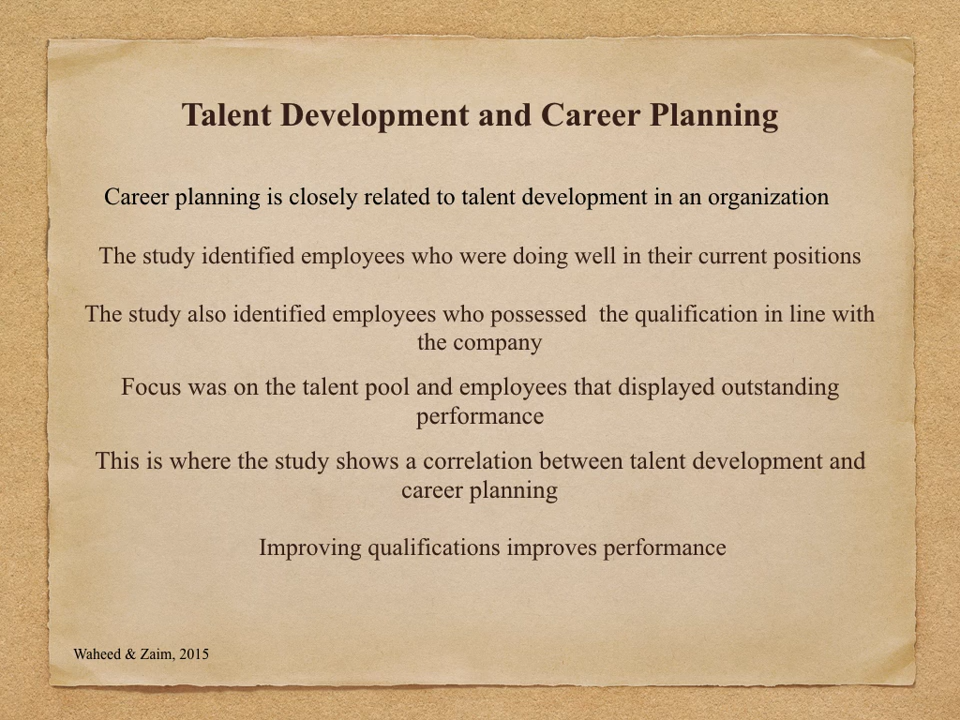 Talent Development and Career Planning
Career planning is closely related to talent development in an organization
The study identified employees who were doing well in their current positions
The study also identified employees who possessed  the qualification in line with
the company
Focus was on the talent pool and employees that displayed outstanding
performance
This is where the study shows a correlation between talent development and
career planning
Improving qualifications improves performance
Waheed & Zaim, 2015